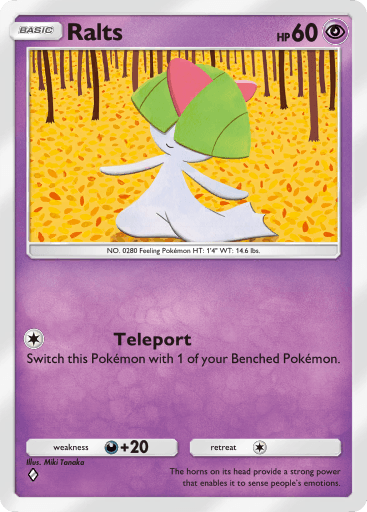 BASIC Ralts HP 60
NO. 0280 Feeling Pokémon HT: 1'4" WT: 14.6 lbs.
Teleport
Switch this Pokémon with 1 of your Benched Pokémon.
weakness +20 retreat
Illus. Miki Tanaka
The horns on its head provide a strong power
that enables it to sense people's emotions.